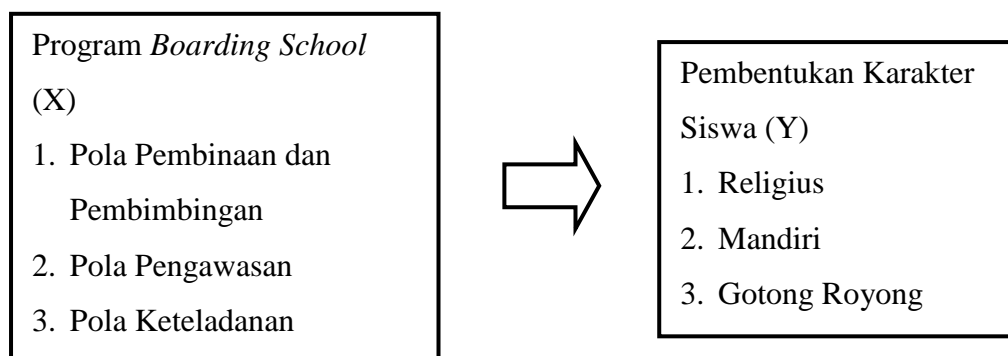 Program Boarding School
(X)
1. Pola Pembinaan dan
Pembimbingan
2. Pola Pengawasan
3. Pola Keteladanan
Pembentukan Karakter
Siswa (Y)
1. Religius
2. Mandiri
3. Gotong Royong